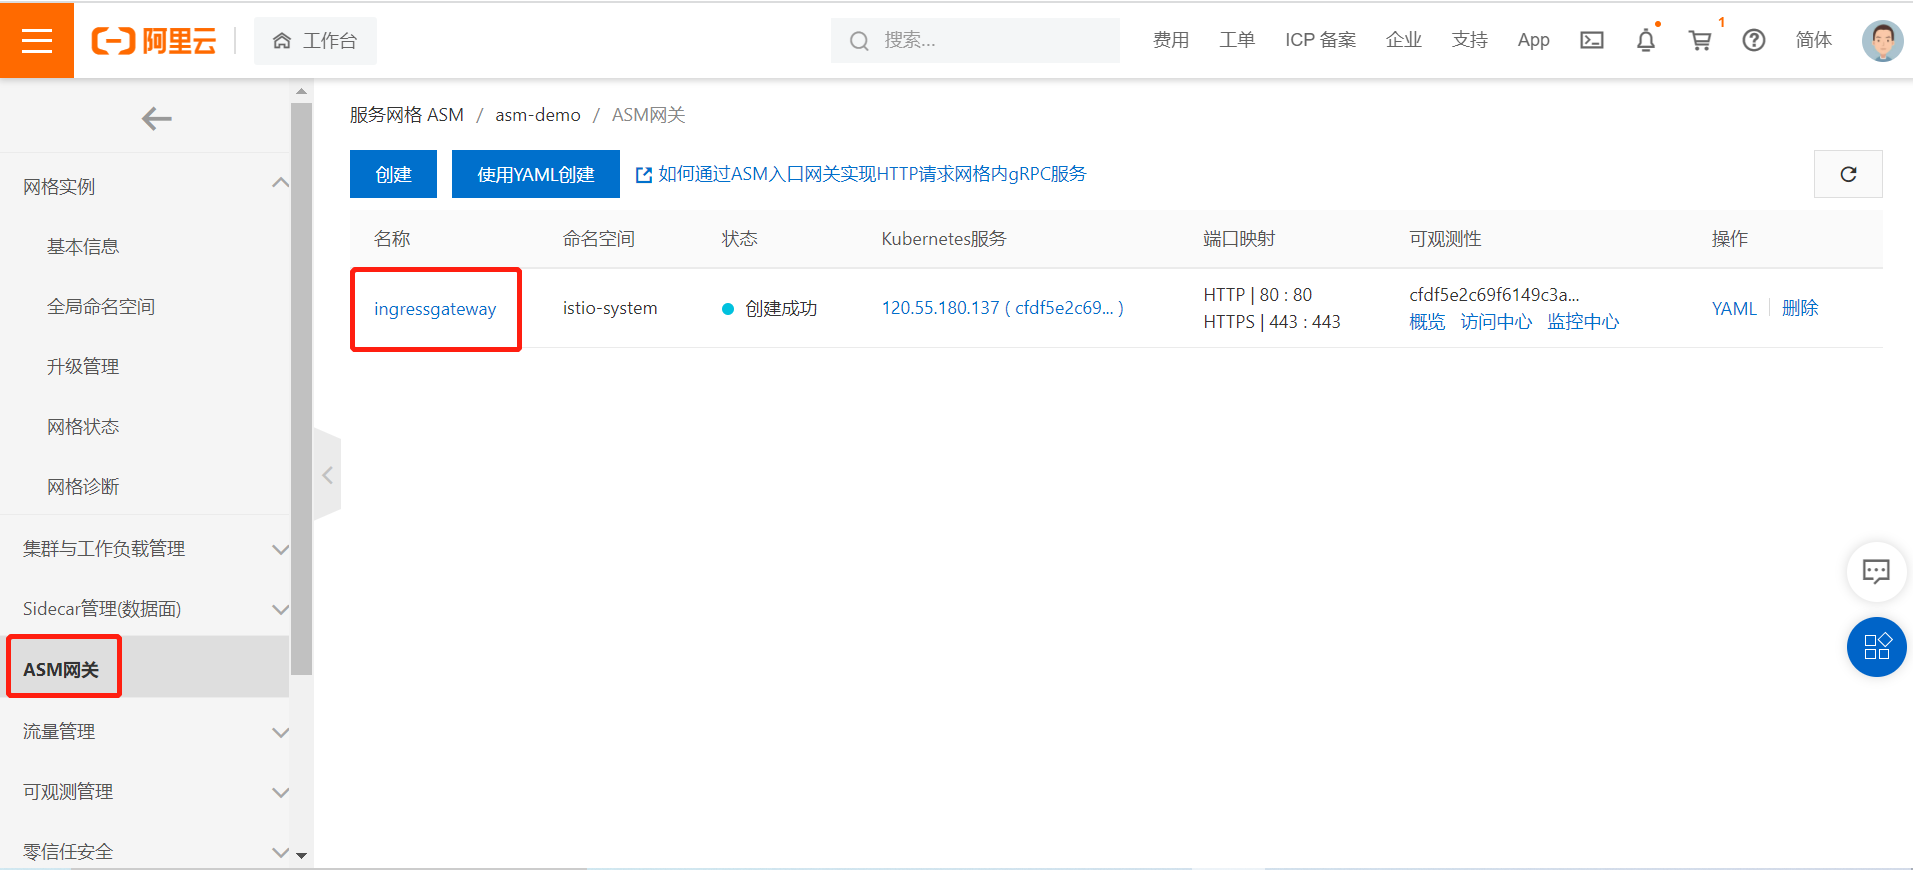 阿里云
工作台
搜索...
费用
工单
ICP 备案
企业
支持
App
1
简体
服务网格 ASM / asm-demo / ASM网关
创建
使用YAML创建
如何通过ASM入口网关实现HTTP请求网格内gRPC服务
网格实例
基本信息
全局命名空间
升级管理
网格状态
网格诊断
集群与工作负载管理
Sidecar管理(数据面)
ASM网关
流量管理
可观测管理
零信任安全
名称
命名空间
状态
Kubernetes服务
端口映射
可观测性
操作
ingressgateway
istio-system
创建成功
120.55.180.137 ( cfdf5e2c69... )
HTTP | 80 : 80
HTTPS | 443 : 443
cfdf5e2c69f6149c3a...
概览 访问中心 监控中心
YAML
删除